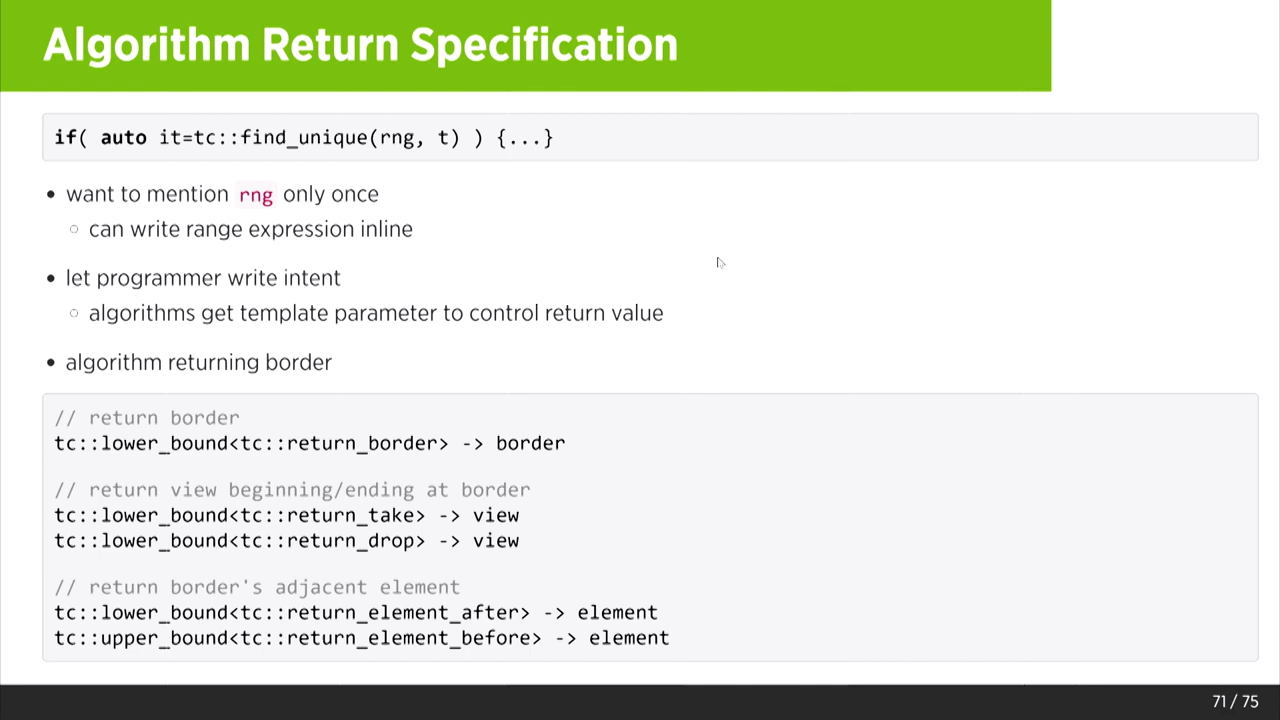 Algorithm Return Specification
if( auto it=tc::find_unique(rng, t) ) {...}
• want to mention rng only once
◦ can write range expression inline
• let programmer write intent
◦ algorithms get template parameter to control return value
• algorithm returning border
// return border
tc::lower_bound<tc::return_border> -> border
// return view beginning/ending at border
tc::lower_bound<tc::return_take> -> view
tc::lower_bound<tc::return_drop> -> view
// return border's adjacent element
tc::lower_bound<tc::return_element_after> -> element
tc::upper_bound<tc::return_element_before> -> element
71 / 75